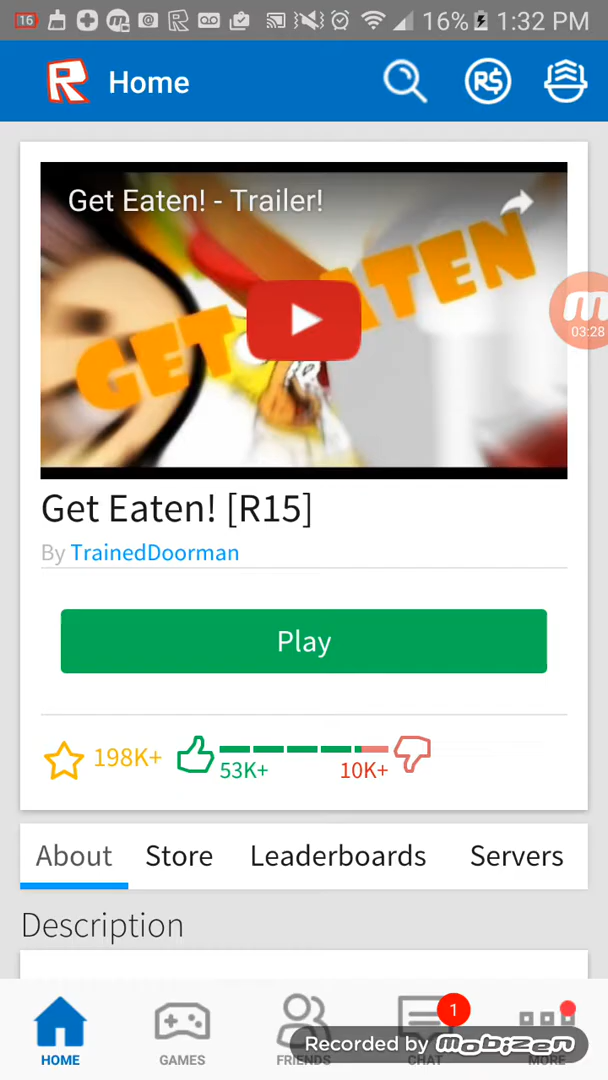 16 16% 1:32 PM
R Home R$
Get Eaten! - Trailer!
GET EATEN
03:28
Get Eaten! [R15]
By TrainedDoorman
Play
198K+ 53K+ 10K+
About Store Leaderboards Servers
Description
1
Recorded by mobizen
HOME GAMES FRIENDS CHAT MORE